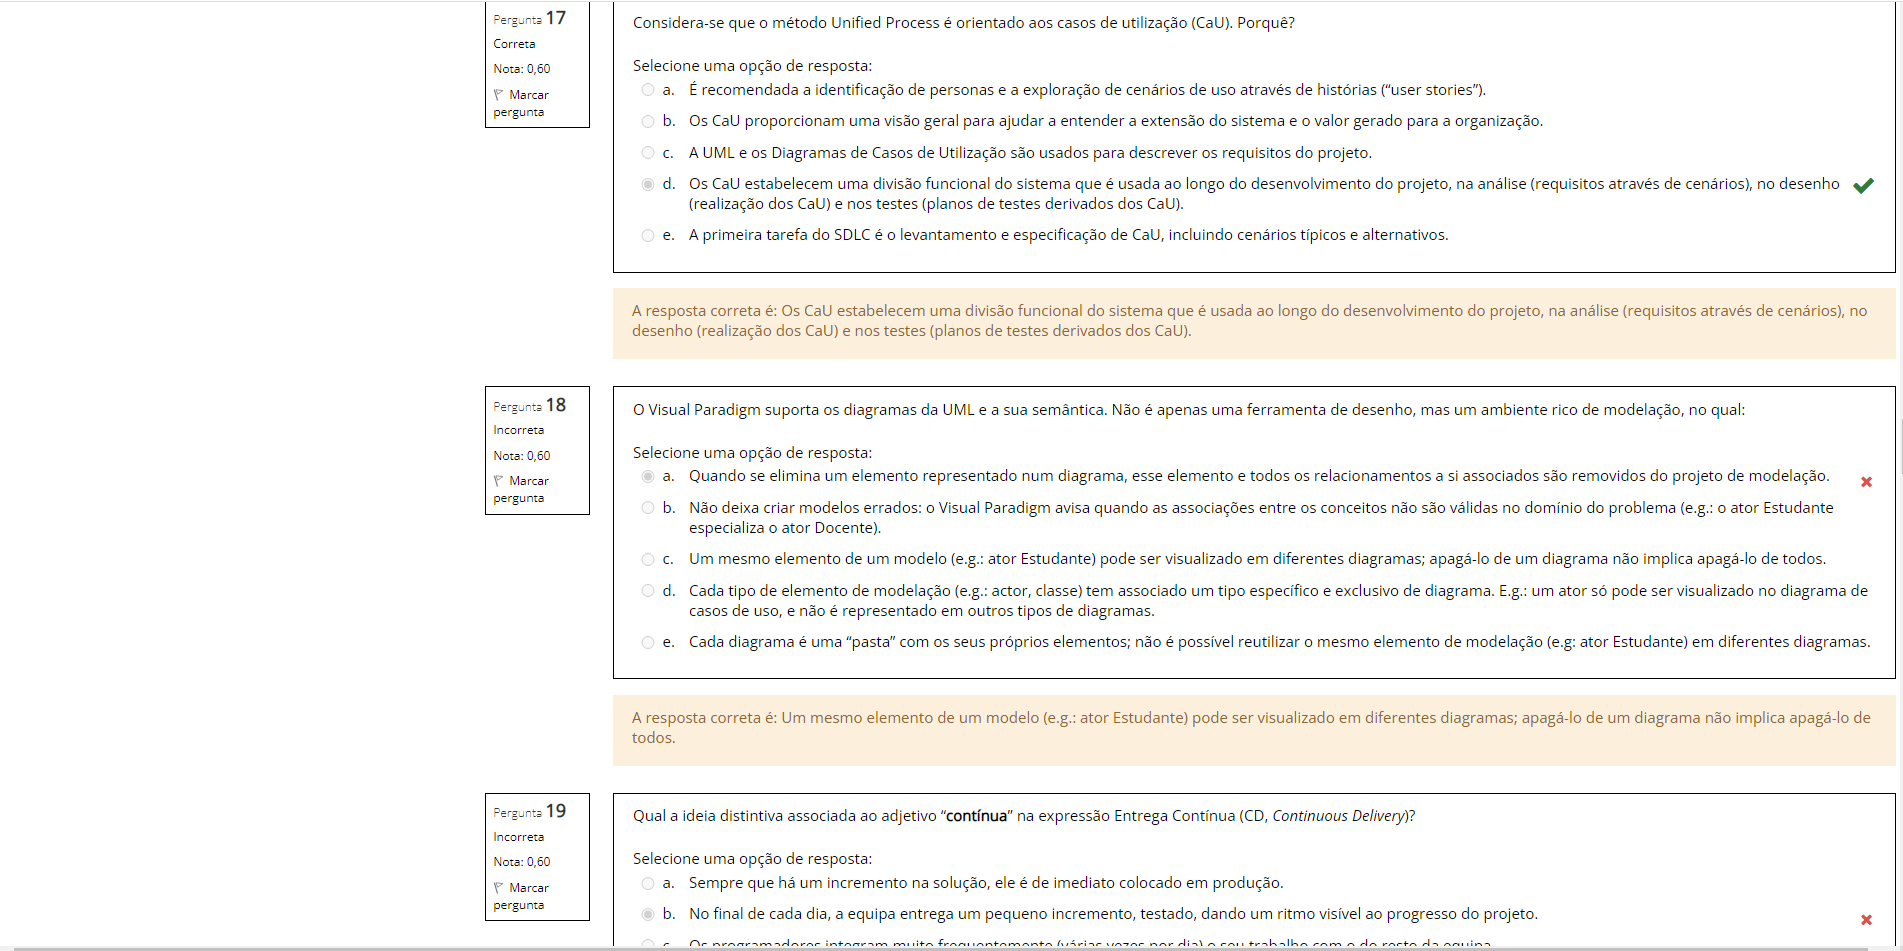 Pergunta 17
Correta
Nota: 0,60
Marcar
pergunta
Considera-se que o método Unified Process é orientado aos casos de utilização (CaU). Porquê?
Selecione uma opção de resposta:
a. É recomendada a identificação de personas e a exploração de cenários de uso através de histórias (“user stories”).
b. Os CaU proporcionam uma visão geral para ajudar a entender a extensão do sistema e o valor gerado para a organização.
c. A UML e os Diagramas de Casos de Utilização são usados para descrever os requisitos do projeto.
d. Os CaU estabelecem uma divisão funcional do sistema que é usada ao longo do desenvolvimento do projeto, na análise (requisitos através de cenários), no desenho
(realização dos CaU) e nos testes (planos de testes derivados dos CaU).
e. A primeira tarefa do SDLC é o levantamento e especificação de CaU, incluindo cenários típicos e alternativos.
A resposta correta é: Os CaU estabelecem uma divisão funcional do sistema que é usada ao longo do desenvolvimento do projeto, na análise (requisitos através de cenários), no
desenho (realização dos CaU) e nos testes (planos de testes derivados dos CaU).
Pergunta 18
Incorreta
Nota: 0,60
Marcar
pergunta
O Visual Paradigm suporta os diagramas da UML e a sua semântica. Não é apenas uma ferramenta de desenho, mas um ambiente rico de modelação, no qual:
Selecione uma opção de resposta:
a. Quando se elimina um elemento representado num diagrama, esse elemento e todos os relacionamentos a si associados são removidos do projeto de modelação.
b. Não deixa criar modelos errados: o Visual Paradigm avisa quando as associações entre os conceitos não são válidas no domínio do problema (e.g.: o ator Estudante
especializa o ator Docente).
c. Um mesmo elemento de um modelo (e.g.: ator Estudante) pode ser visualizado em diferentes diagramas; apagá-lo de um diagrama não implica apagá-lo de todos.
d. Cada tipo de elemento de modelação (e.g.: actor, classe) tem associado um tipo específico e exclusivo de diagrama. E.g.: um ator só pode ser visualizado no diagrama de
casos de uso, e não é representado em outros tipos de diagramas.
e. Cada diagrama é uma “pasta” com os seus próprios elementos; não é possível reutilizar o mesmo elemento de modelação (e.g: ator Estudante) em diferentes diagramas.
A resposta correta é: Um mesmo elemento de um modelo (e.g.: ator Estudante) pode ser visualizado em diferentes diagramas; apagá-lo de um diagrama não implica apagá-lo de
todos.
Pergunta 19
Incorreta
Nota: 0,60
Marcar
pergunta
Qual a ideia distintiva associada ao adjetivo “contínua” na expressão Entrega Contínua (CD, Continuous Delivery)?
Selecione uma opção de resposta:
a. Sempre que há um incremento na solução, ele é de imediato colocado em produção.
b. No final de cada dia, a equipa entrega um pequeno incremento, testado, dando um ritmo visível ao progresso do projeto.
c. Os programadores integram muito frequentemente (várias vezes por dia) o seu trabalho com o do resto da equipa.